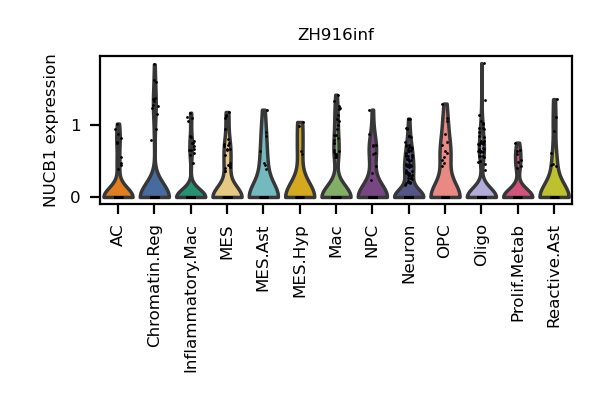 ZH916inf
NUCB1 expression
1
0
AC
Chromatin.Reg
Inflammatory.Mac
MES
MES.Ast
MES.Hyp
Mac
NPC
Neuron
OPC
Oligo
Prolif.Metab
Reactive.Ast